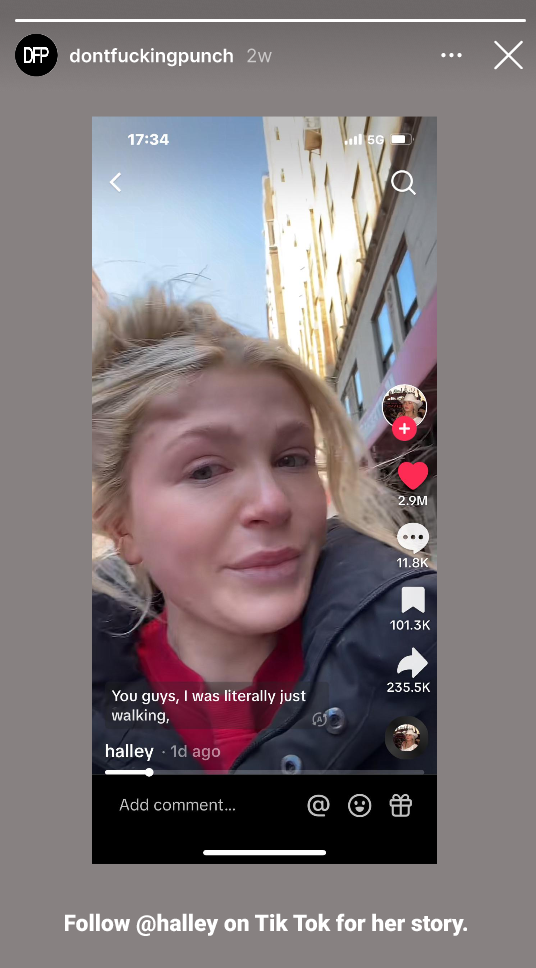 DFP
dontfuckingpunch 2w
17:34
5G
2.9M
11.8K
101.3K
235.5K
You guys, I was literally just
walking,
halley · 1d ago
Add comment...
@
Follow @halley on Tik Tok for her story.